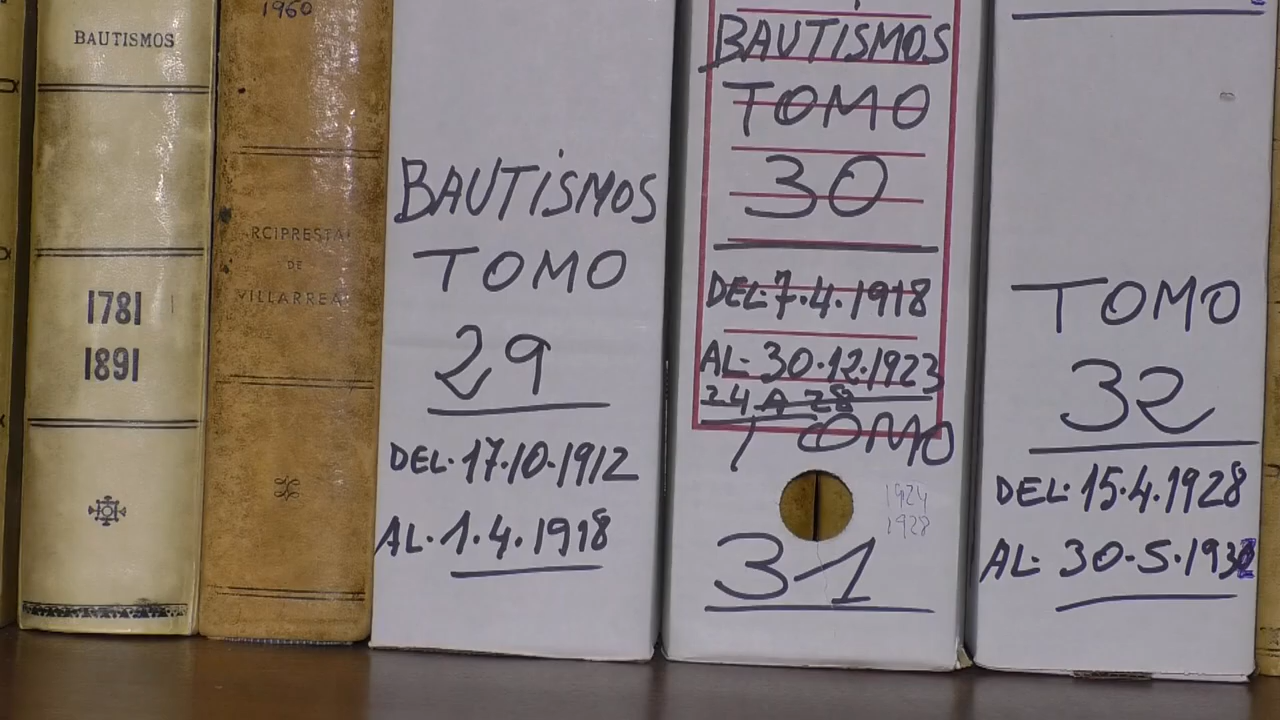 BAUTISMOS
1781
1891
1960
RCIPRESTA
DE
VILLARREA
BAUTISMOS
TOMO
29
DEL·17·10·1912
AL·1·4·1918
BAUTISMOS
TOMO
30
DEL·7·4·1918
AL·30·12·1923
24 A 28
TOMO
1924
1928
31
TOMO
32
DEL·15·4·1928
AL·30·5·193